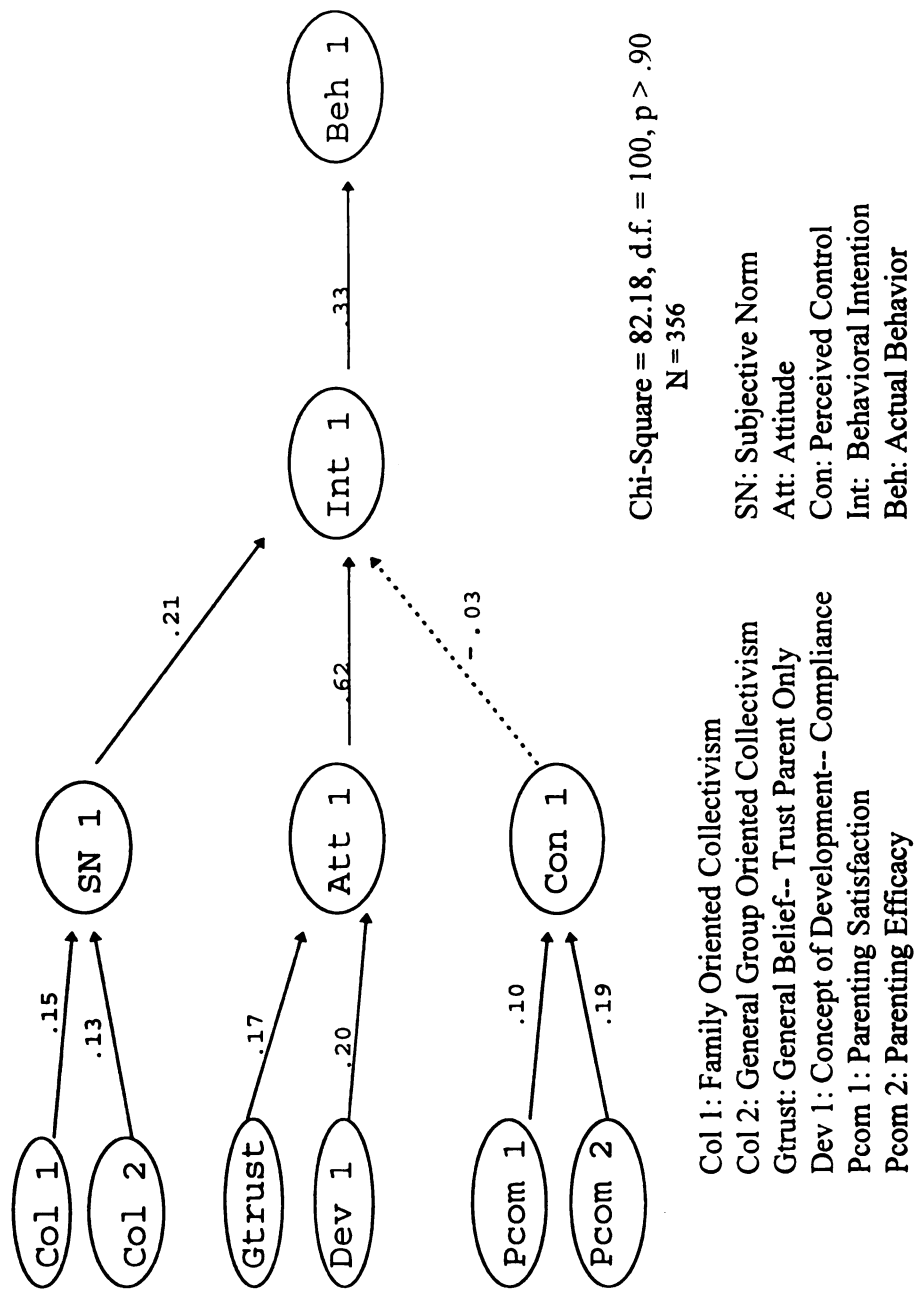 Col 1
Col 2
.15
.13
SN 1
.21
Gtrust
Dev 1
.17
.20
Att 1
.62
Int 1
.33
Beh 1
Pcom 1
Pcom 2
.10
.19
Con 1
-.03
Chi-Square = 82.18, d.f. = 100, p > .90
N = 356
Col 1: Family Oriented Collectivism
Col 2: General Group Oriented Collectivism
Gtrust: General Belief-- Trust Parent Only
Dev 1: Concept of Development-- Compliance
Pcom 1: Parenting Satisfaction
Pcom 2: Parenting Efficacy
SN: Subjective Norm
Att: Attitude
Con: Perceived Control
Int: Behavioral Intention
Beh: Actual Behavior